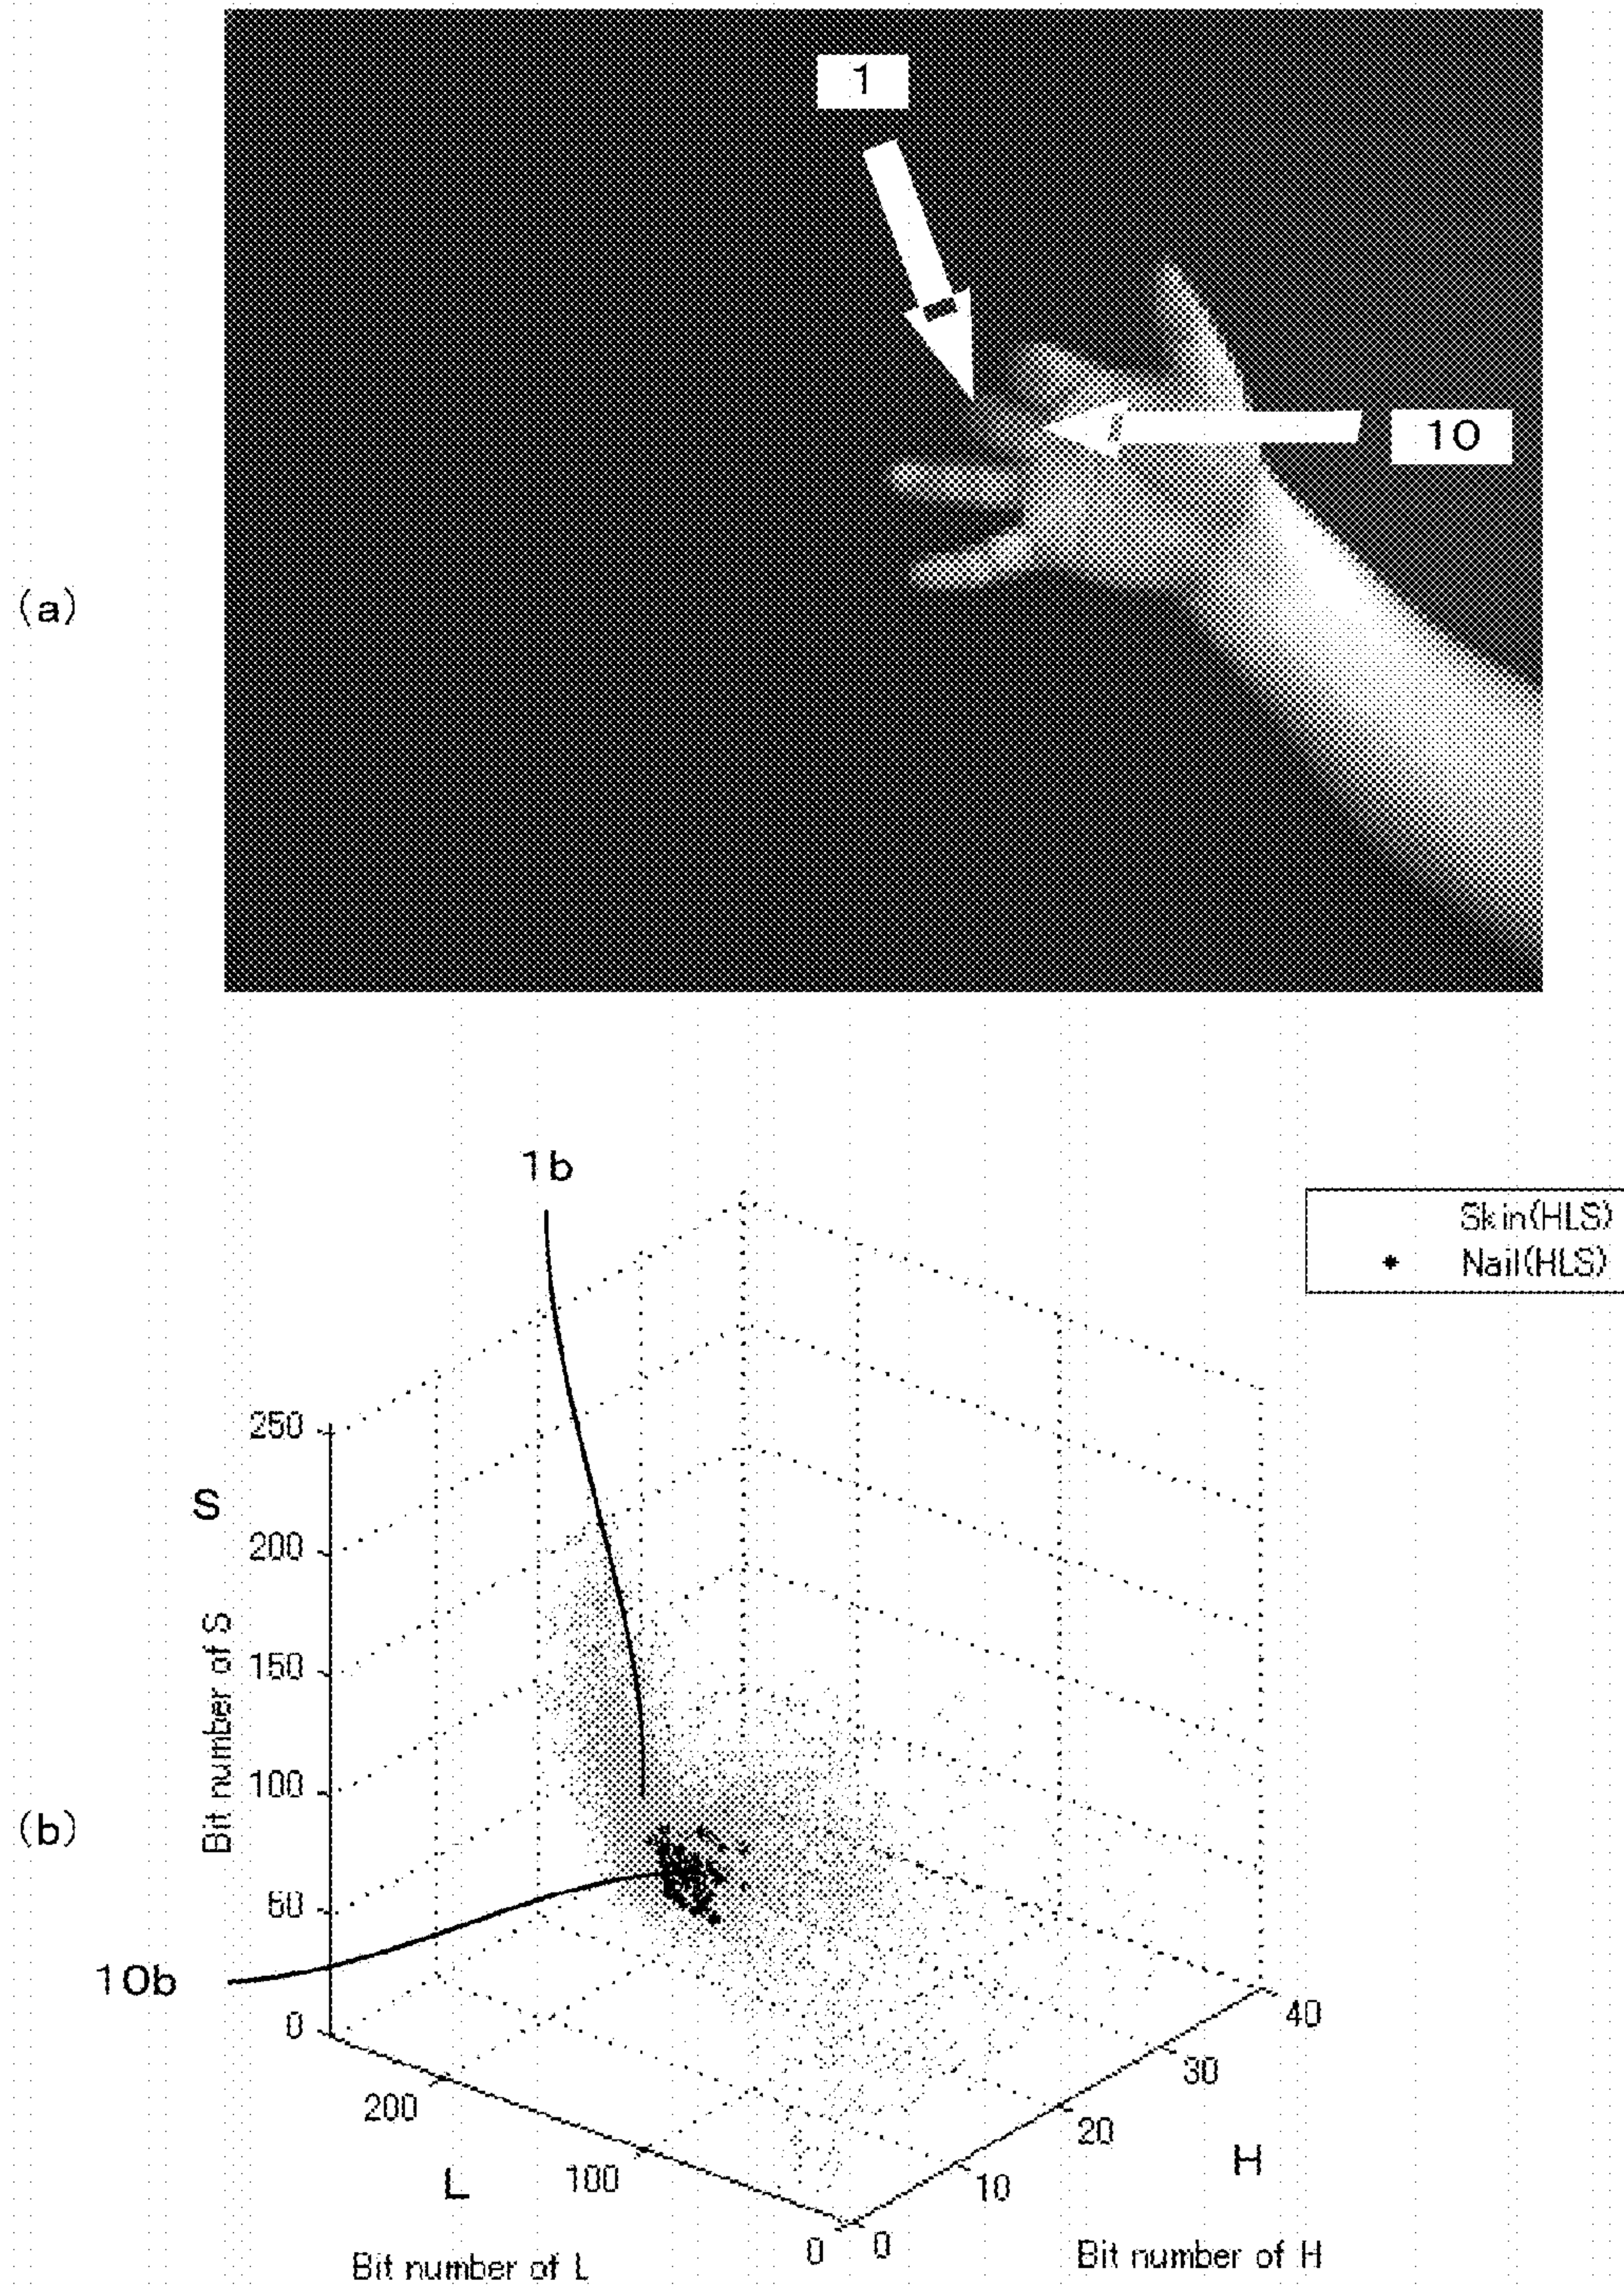 1
10
(a)
1b
Skin(HLS)
Nail(HLS)
250
S
200
150
Bit number of S
100
(b)
50
10b
0
40
30
200
20
H
L
100
10
0
0
Bit number of H
Bit number of L